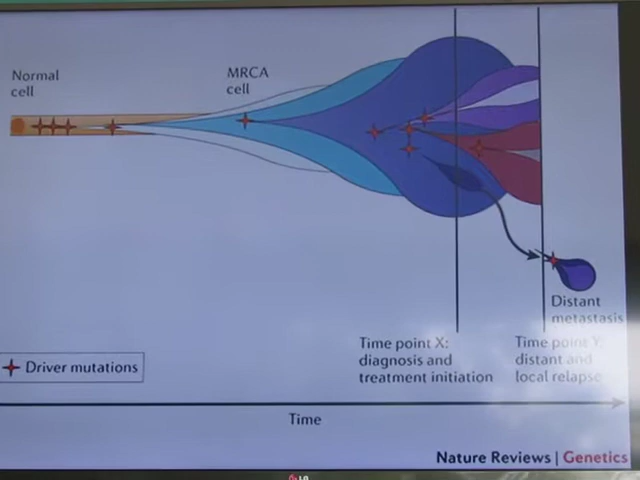 Normal
cell
MRCA
cell
Distant
metastasis
Time point X:
diagnosis and
treatment initiation
Time point Y:
distant and
local relapse
Driver mutations
Time
Nature Reviews | Genetics
LG